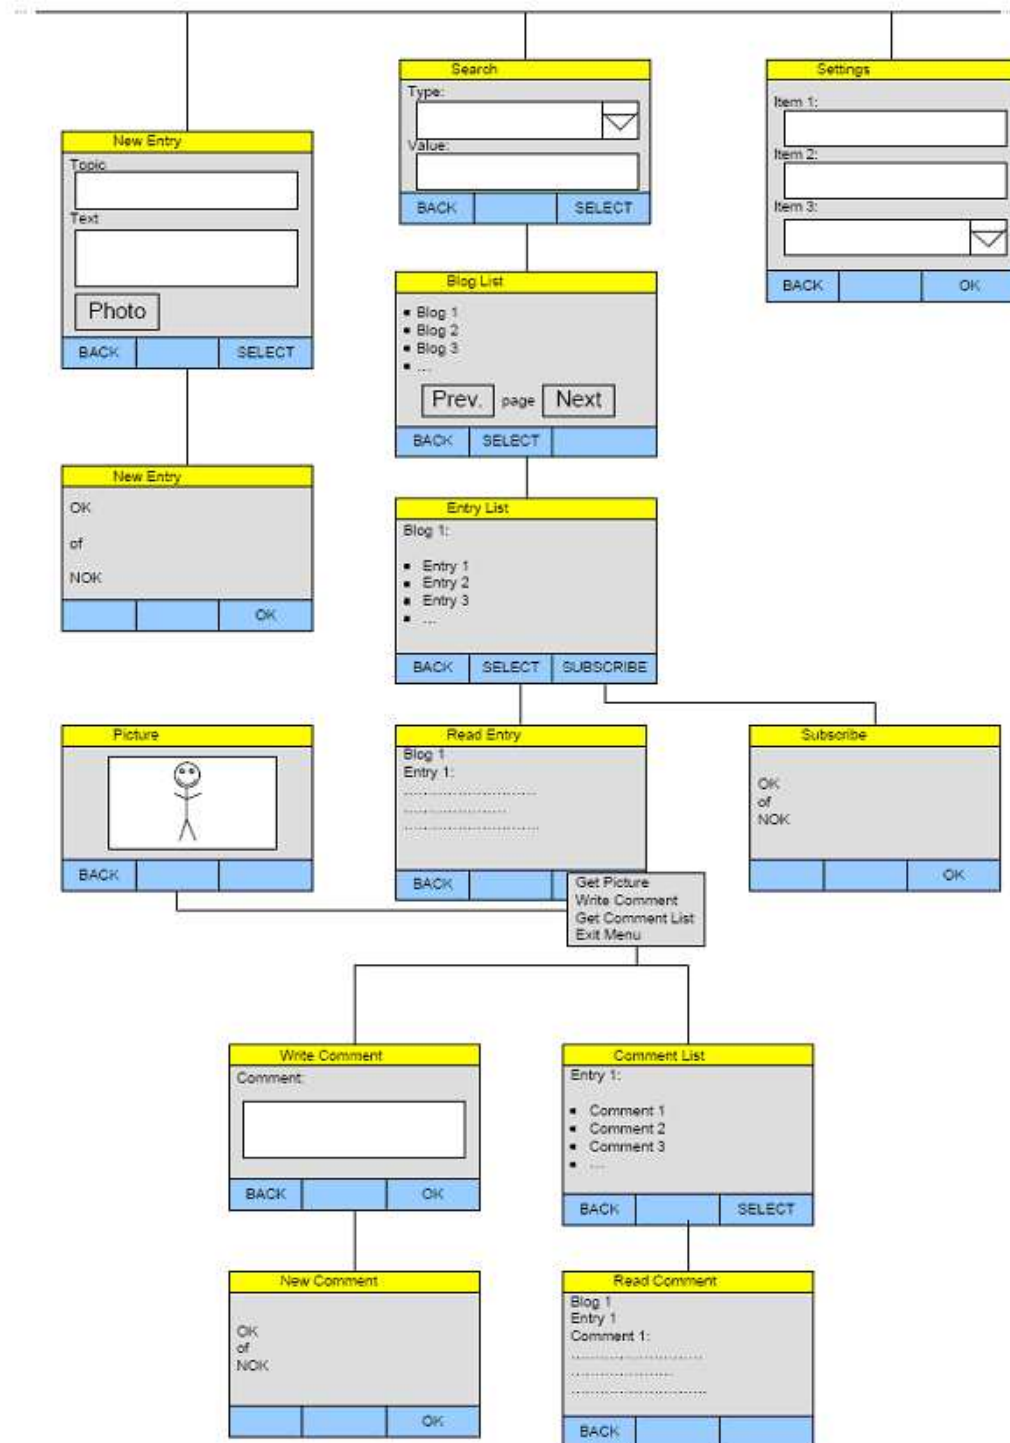 New Entry
Topic
Text
Photo
BACK SELECT
New Entry
OK
of
NOK
OK
Search
Type:
Value:
BACK SELECT
Blog List
Blog 1
Blog 2
Blog 3
...
Prev. page Next
BACK SELECT
Entry List
Blog 1:
Entry 1
Entry 2
Entry 3
...
BACK SELECT SUBSCRIBE
Settings
Item 1:
Item 2:
Item 3:
BACK OK
Picture
BACK
Read Entry
Blog 1
Entry 1:
BACK
Get Picture
Write Comment
Get Comment List
Exit Menu
Subscribe
OK
of
NOK
OK
Write Comment
Comment:
BACK OK
New Comment
OK
of
NOK
OK
Comment List
Entry 1:
Comment 1
Comment 2
Comment 3
...
BACK SELECT
Read Comment
Blog 1
Entry 1
Comment 1:
BACK